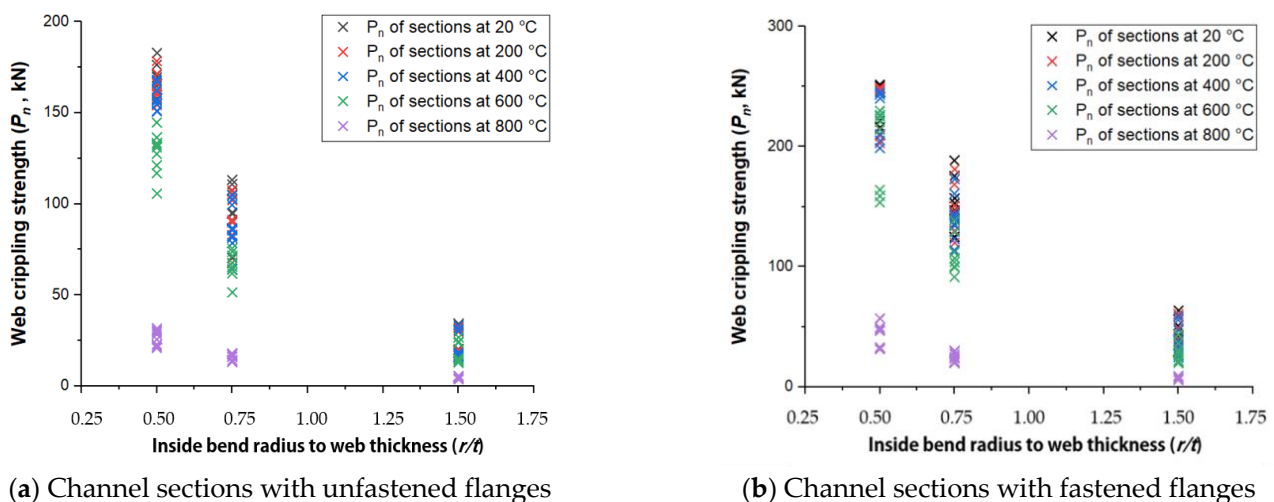 200
150
100
50
0
Web crippling strength (Pn , kN)
Pn of sections at 20 °C
Pn of sections at 200 °C
Pn of sections at 400 °C
Pn of sections at 600 °C
Pn of sections at 800 °C
0.25 0.50 0.75 1.00 1.25 1.50 1.75
Inside bend radius to web thickness (r/t)
(a) Channel sections with unfastened flanges
300
200
100
0
Web crippling strength (Pn, kN)
Pn of sections at 20 °C
Pn of sections at 200 °C
Pn of sections at 400 °C
Pn of sections at 600 °C
Pn of sections at 800 °C
0.25 0.50 0.75 1.00 1.25 1.50 1.75
Inside bend radius to web thickness (r/t)
(b) Channel sections with fastened flanges